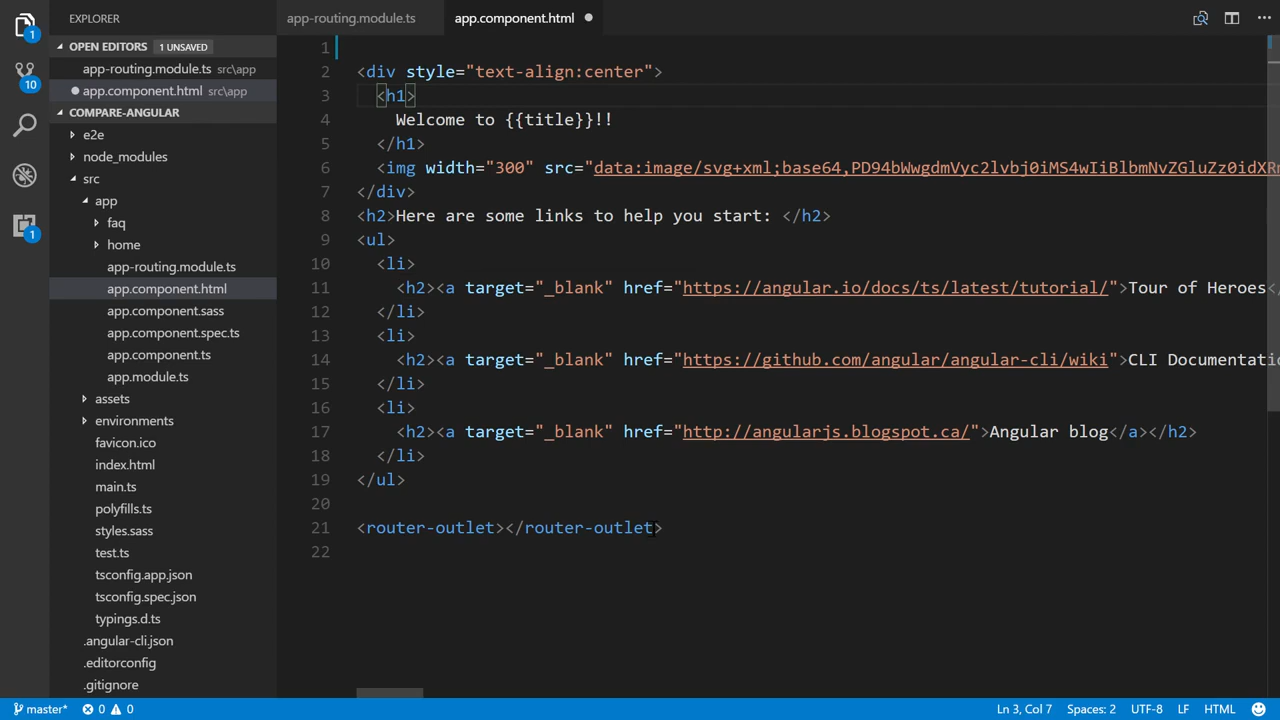 EXPLORER
app-routing.module.ts
app.component.html
1
OPEN EDITORS 1 UNSAVED
app-routing.module.ts src\app
app.component.html src\app
10
COMPARE-ANGULAR
e2e
node_modules
src
app
faq
home
app-routing.module.ts
app.component.html
app.component.sass
app.component.spec.ts
app.component.ts
app.module.ts
assets
environments
favicon.ico
index.html
main.ts
polyfills.ts
styles.sass
test.ts
tsconfig.app.json
tsconfig.spec.json
typings.d.ts
.angular-cli.json
.editorconfig
.gitignore
1
1
2 <div style="text-align:center">
3 <h1>
4 Welcome to {{title}}!!
5 </h1>
6 <img width="300" src="data:image/svg+xml;base64,PD94bWwgdmVyc2lvbj0iMS4wIiBlbmNvZGluZz0idXRm
7 </div>
8 <h2>Here are some links to help you start: </h2>
9 <ul>
10 <li>
11 <h2><a target="_blank" href="https://angular.io/docs/ts/latest/tutorial/">Tour of Heroes</
12 </li>
13 <li>
14 <h2><a target="_blank" href="https://github.com/angular/angular-cli/wiki">CLI Documentatio
15 </li>
16 <li>
17 <h2><a target="_blank" href="http://angularjs.blogspot.ca/">Angular blog</a></h2>
18 </li>
19 </ul>
20
21 <router-outlet></router-outlet>
22
master* 0 0 Ln 3, Col 7 Spaces: 2 UTF-8 LF HTML